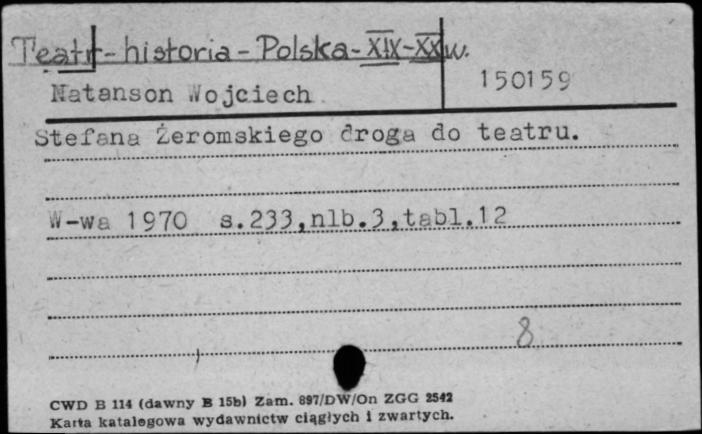 Teatr - historia - Polska - XIX-XX w.
Natanson Wojciech
150159
Stefana Żeromskiego droga do teatru.
W-wa 1970 s.233,nlb.3,tabl.12
8
CWD B 114 (dawny B 15b) Zam. 897/DW/On ZGG 2542
Karta katalogowa wydawnictw ciągłych i zwartych.